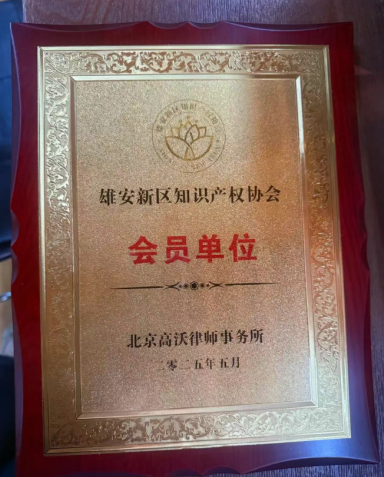 雄安新区知识产权协会
会员单位
北京高沃律师事务所
二零二五年五月